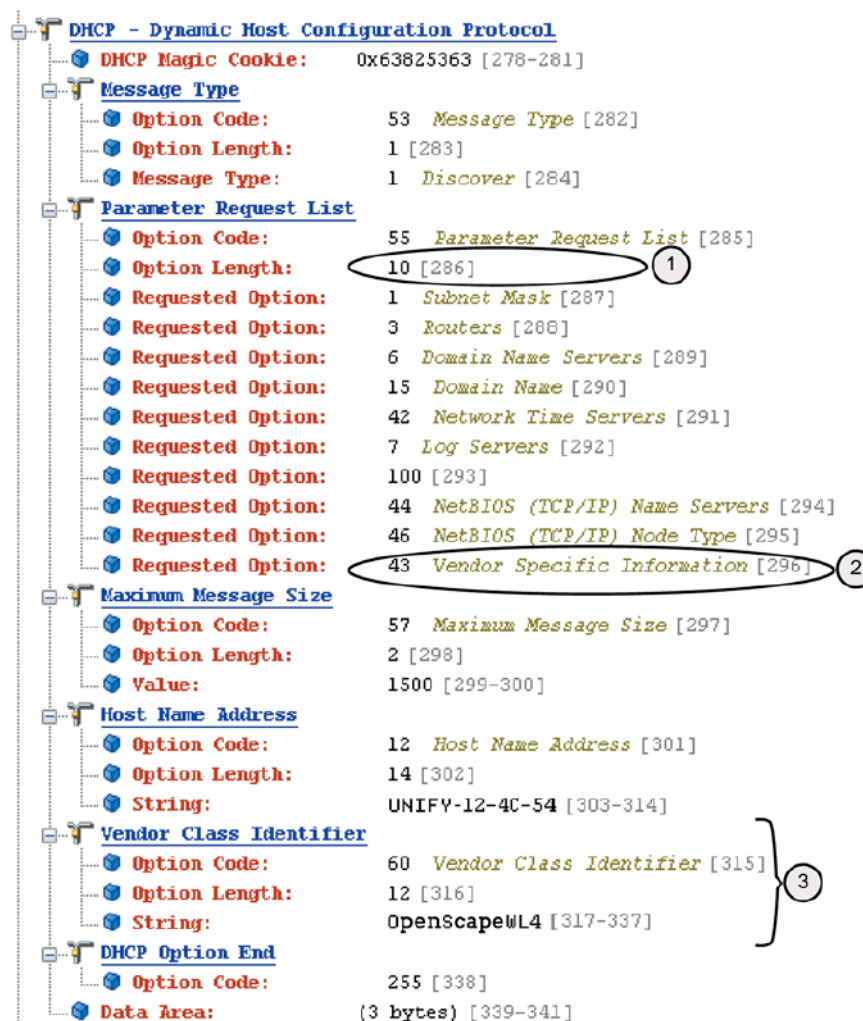 DHCP - Dynamic Host Configuration Protocol
DHCP Magic Cookie: 0x63825363 [278-281]
Message Type
Option Code: 53 Message Type [282]
Option Length: 1 [283]
Message Type: 1 Discover [284]
Parameter Request List
Option Code: 55 Parameter Request List [285]
Option Length: 10 [286] 1
Requested Option: 1 Subnet Mask [287]
Requested Option: 3 Routers [288]
Requested Option: 6 Domain Name Servers [289]
Requested Option: 15 Domain Name [290]
Requested Option: 42 Network Time Servers [291]
Requested Option: 7 Log Servers [292]
Requested Option: 100 [293]
Requested Option: 44 NetBIOS (TCP/IP) Name Servers [294]
Requested Option: 46 NetBIOS (TCP/IP) Node Type [295]
Requested Option: 43 Vendor Specific Information [296] 2
Maximum Message Size
Option Code: 57 Maximum Message Size [297]
Option Length: 2 [298]
Value: 1500 [299-300]
Host Name Address
Option Code: 12 Host Name Address [301]
Option Length: 14 [302]
String: UNIFY-12-4C-54 [303-314]
Vendor Class Identifier
Option Code: 60 Vendor Class Identifier [315]
Option Length: 12 [316] 3
String: OpenScapeWL4 [317-337]
DHCP Option End
Option Code: 255 [338]
Data Area: (3 bytes) [339-341]